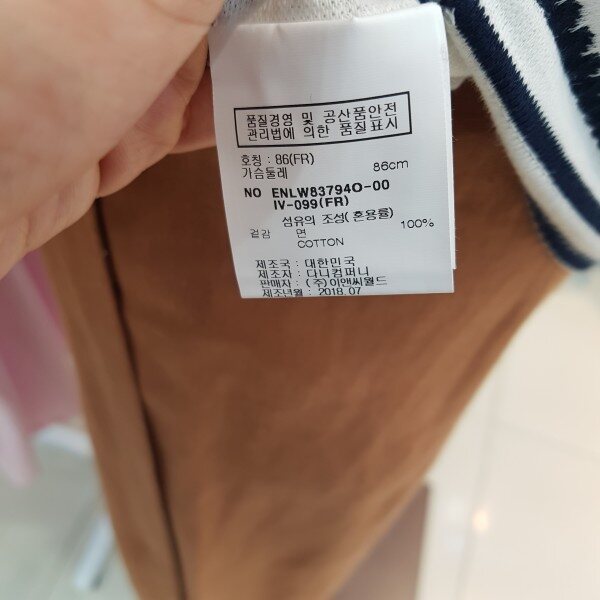 품질경영 및 공산품안전
관리법에 의한 품질표시
호칭 : 86(FR)
가슴둘레 86cm
NO ENLW83794O-00
IV-099(FR)
섬유의 조성( 혼용률)
겉감 면 100%
COTTON
제조국 : 대한민국
제조자 : 다니컴퍼니
판매자 : (주)이앤씨월드
제조년월 : 2018.07